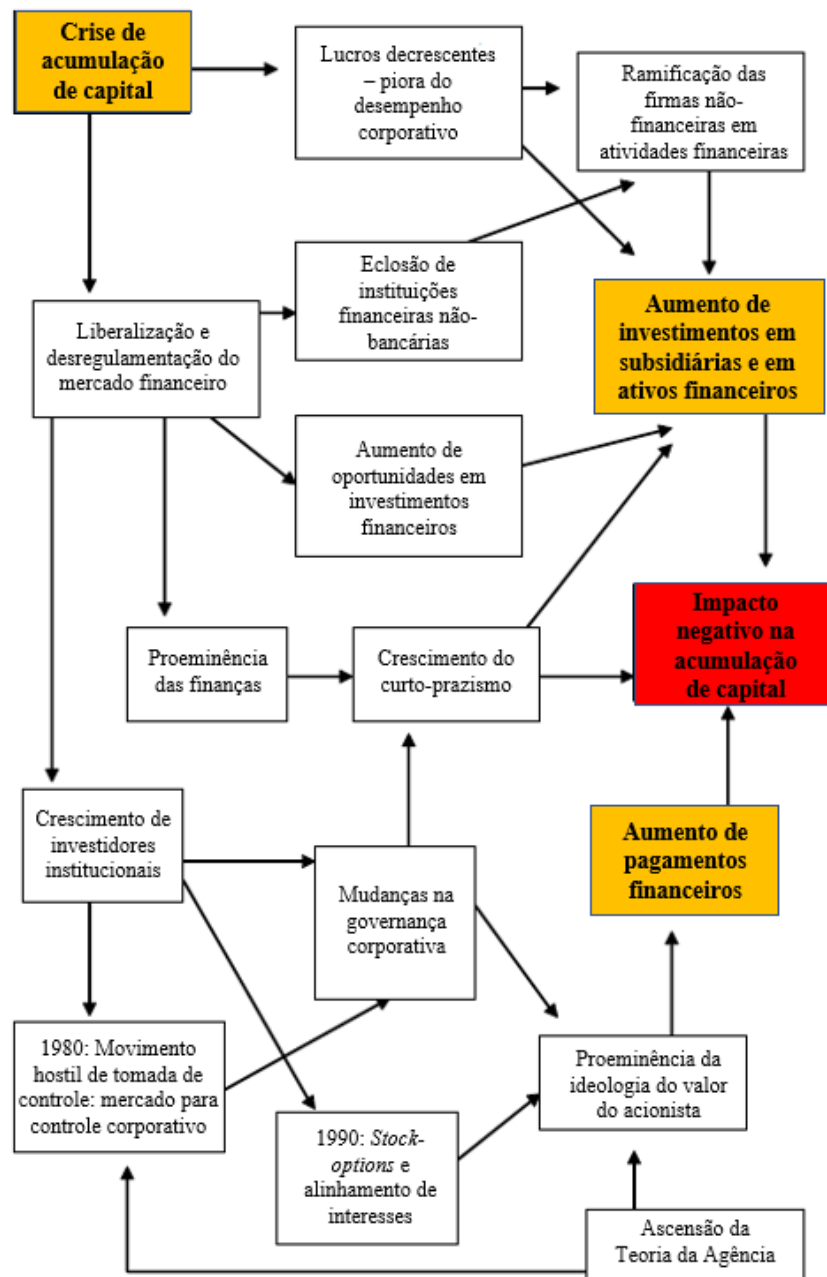 Crise de
acumulação
de capital
Lucros decrescentes
– piora do
desempenho
corporativo
Ramificação das
firmas não-
financeiras em
atividades financeiras
Eclosão de
instituições
financeiras não-
bancárias
Liberalização e
desregulamentação do
mercado financeiro
Aumento de
investimentos em
subsidiárias e em
ativos financeiros
Aumento de
oportunidades em
investimentos
financeiros
Proeminência
das finanças
Crescimento do
curto-prazismo
Impacto
negativo na
acumulação
de capital
Crescimento de
investidores
institucionais
Mudanças na
governança
corporativa
Aumento de
pagamentos
financeiros
1980: Movimento
hostil de tomada de
controle: mercado para
controle corporativo
1990: Stock-
options e
alinhamento de
interesses
Proeminência da
ideologia do valor
do acionista
Ascensão da
Teoria da Agência